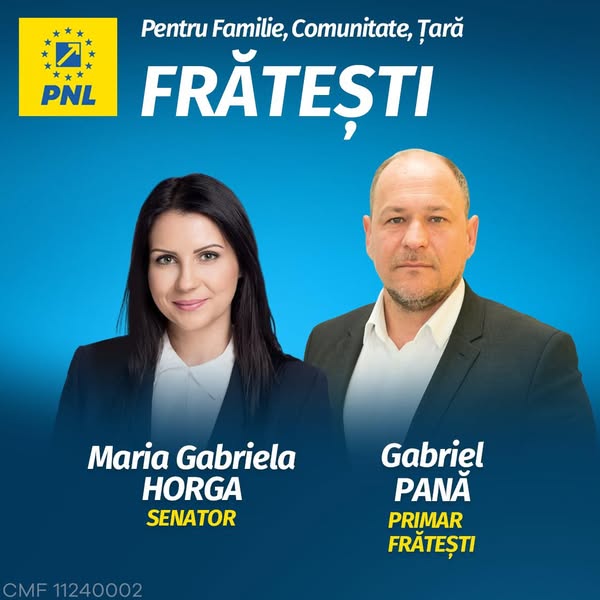 PNL
Pentru Familie, Comunitate, Țară
FRĂTEȘTI
Maria Gabriela
HORGA
SENATOR
Gabriel
PANĂ
PRIMAR
FRĂTEȘTI
CMF 11240002